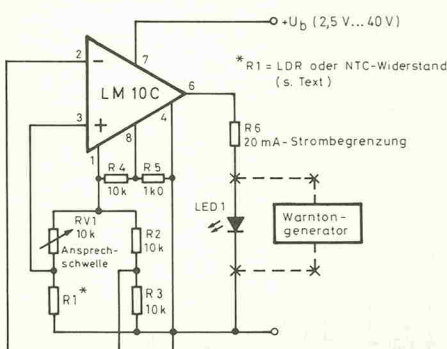 +Ub (2,5 V... 40 V)
*R1 = LDR oder NTC-Widerstand
(s. Text)
2
7
LM 10C
6
3
4
8
1
R6
20 mA-Strombegrenzung
R4
10k
R5
1k0
LED1
Warnton-
generator
RV1
10k
Ansprech-
schwelle
R2
10k
R1*
R3
10k